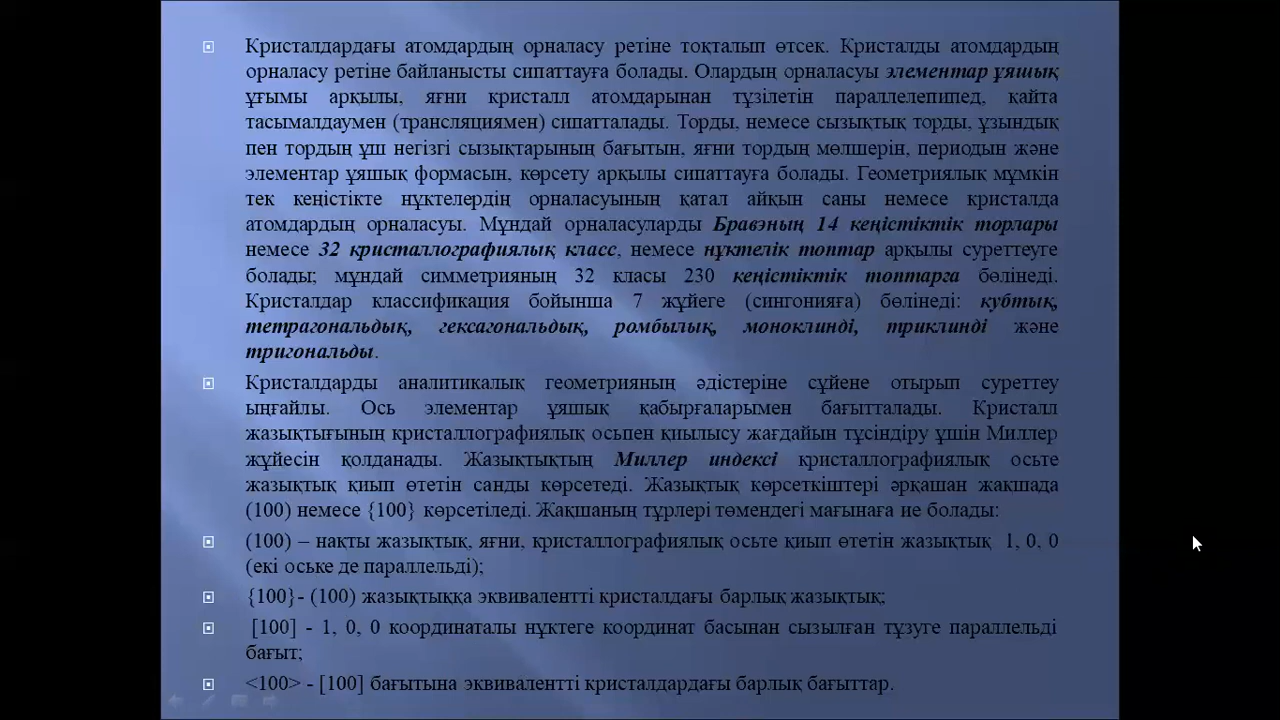 Кристалдардағы атомдардың орналасу ретіне тоқталып өтсек. Кристалды атомдардың
орналасу ретіне байланысты сипаттауға болады. Олардың орналасуы элементар ұяшық
ұғымы арқылы, яғни кристалл атомдарынан түзілетін параллелепипед, қайта
тасымалдаумен (трансляциямен) сипатталады. Торды, немесе сызықтық торды, ұзындық
пен тордың үш негізгі сызықтарының бағытын, яғни тордың мөлшерін, периодын және
элементар ұяшық формасын, көрсету арқылы сипаттауға болады. Геометриялық мүмкін
тек кеңістікте нүктелердің орналасуының қатал айқын саны немесе кристалда
атомдардың орналасуы. Мұндай орналасуларды Бравэның 14 кеңістіктік торлары
немесе 32 кристаллографиялық класс, немесе нүктелік топтар арқылы суреттеуге
болады; мұндай симметрияның 32 класы 230 кеңістіктік топтарға бөлінеді.
Кристалдар классификация бойынша 7 жүйеге (сингонияға) бөлінеді: кубтық,
тетрагональдық, гексагональдық, ромбылық, моноклинді, триклинді және
тригональды.
Кристалдарды аналитикалық геометрияның әдістеріне сүйене отырып суреттеу
ыңғайлы. Ось элементар ұяшық қабырғаларымен бағытталады. Кристалл
жазықтығының кристаллографиялық осьпен қиылысу жағдайын түсіндіру үшін Миллер
жүйесін қолданады. Жазықтықтың Миллер индексі кристаллографиялық осьте
жазықтық қиып өтетін санды көрсетеді. Жазықтық көрсеткіштері әрқашан жакшада
(100) немесе {100} көрсетіледі. Жақшаның түрлері төмендегі мағынаға ие болады:
(100) – нақты жазықтық, яғни, кристаллографиялық осьте қиып өтетін жазықтық 1, 0, 0
(екі оське де параллельді);
{100}- (100) жазықтыққа эквивалентті кристалдағы барлық жазықтық;
[100] - 1, 0, 0 координаталы нүктеге координат басынан сызылған түзуге параллельді
бағыт;
<100> - [100] бағытына эквивалентті кристалдардағы барлық бағыттар.